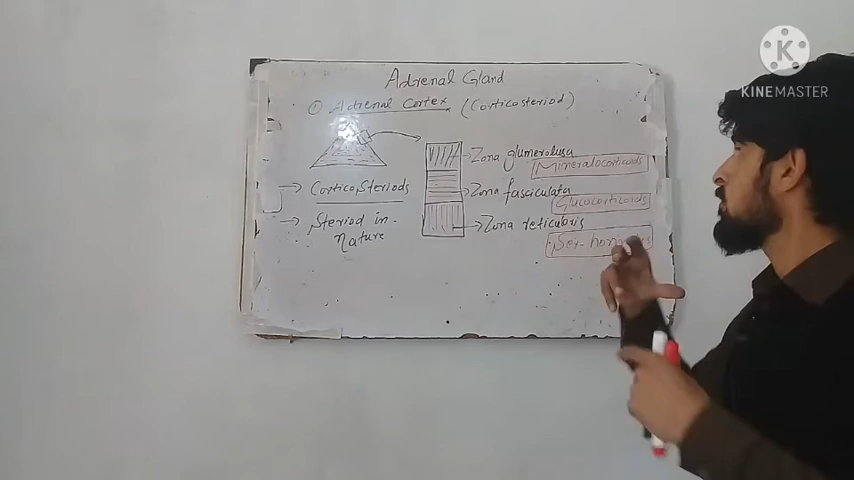 Adrenal Gland
① Adrenal Cortex (Corticosteriod)
→ Zona glumerolusa
Mineralocorticoids
→ Zona fasciculata
Glucocorticoids
→ Zona reticularis
Sex-hormones
→ Corticosteriods
→ Steriod in
nature
K
KINEMASTER